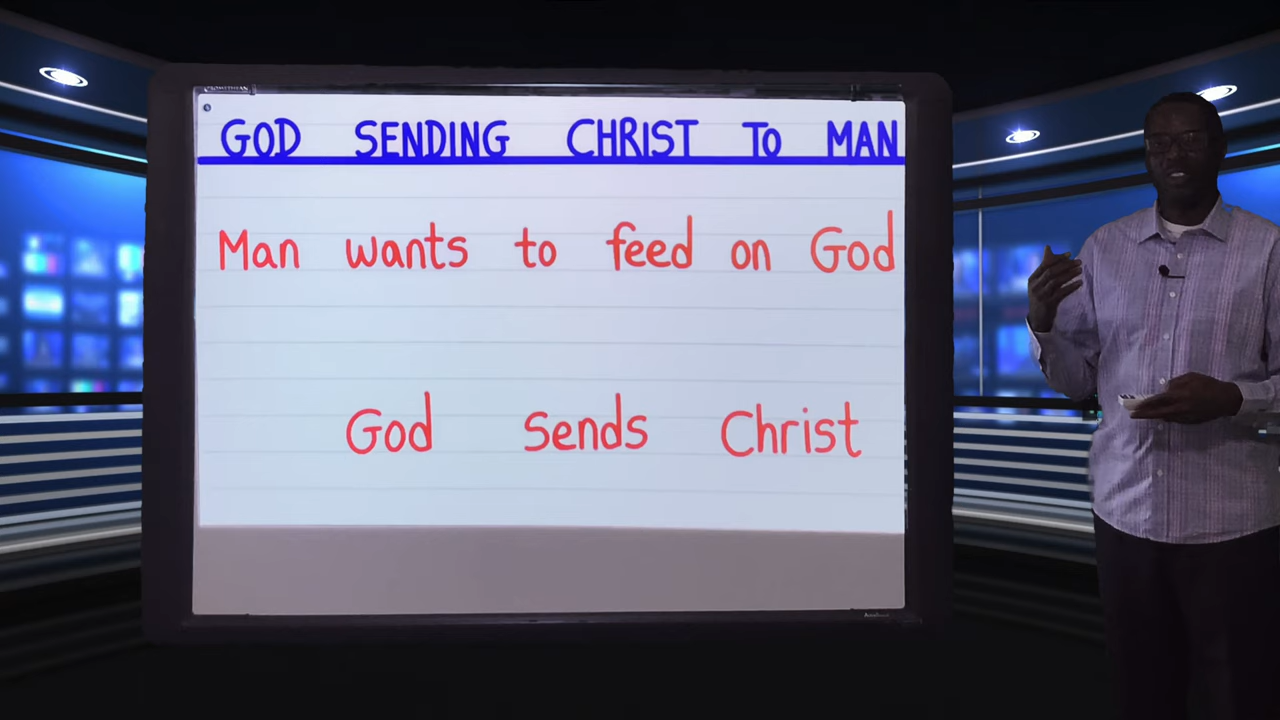 GOD SENDING CHRIST TO MAN
Man wants to feed on God
God Sends Christ